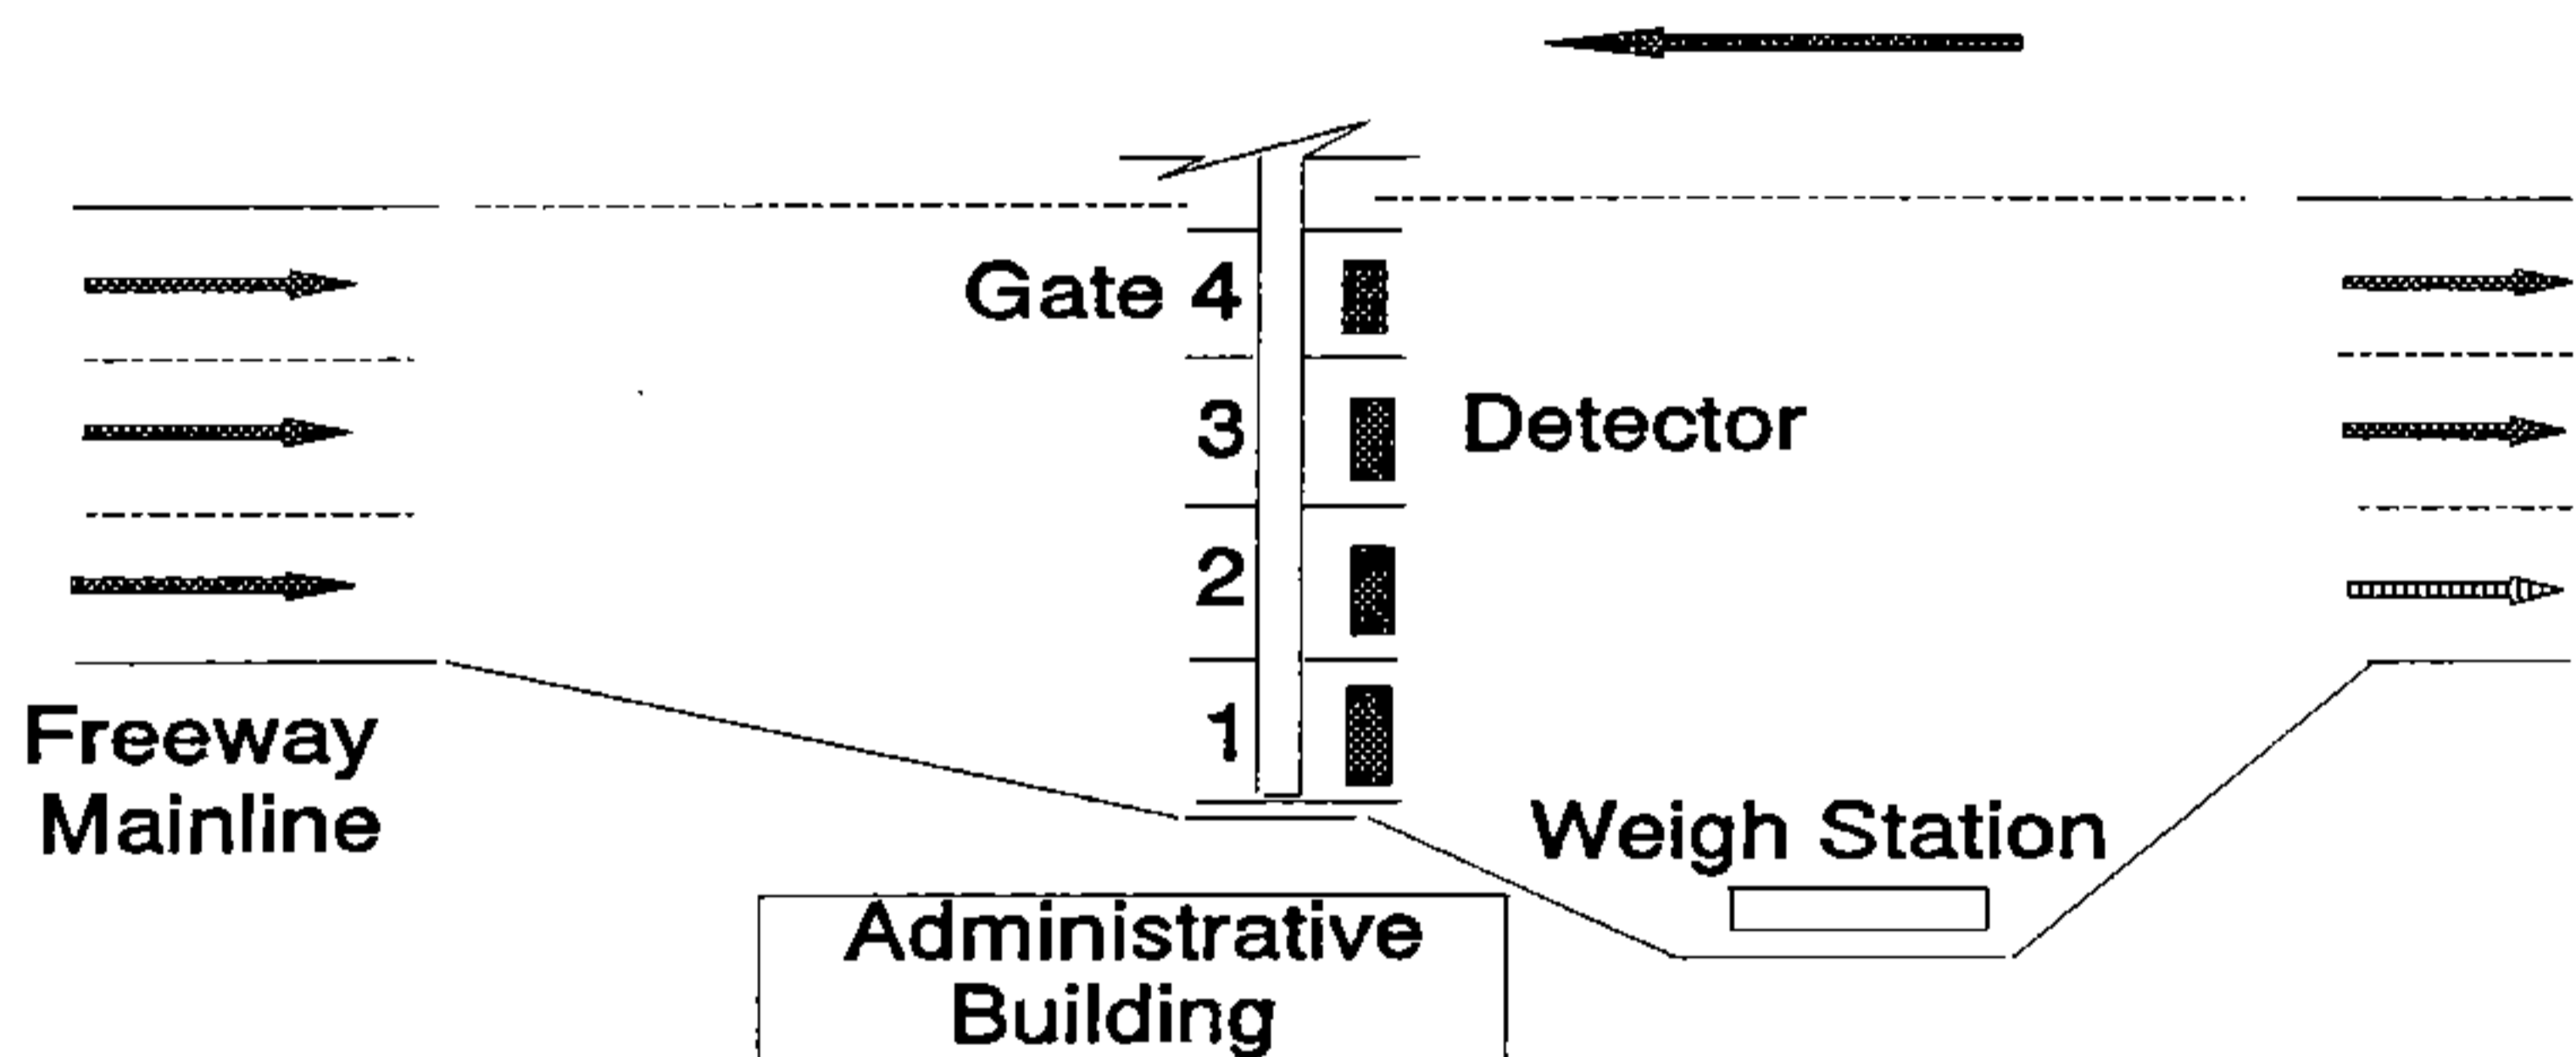 Gate 4
3
Detector
2
1
Freeway
Mainline
Weigh Station
Administrative
Building